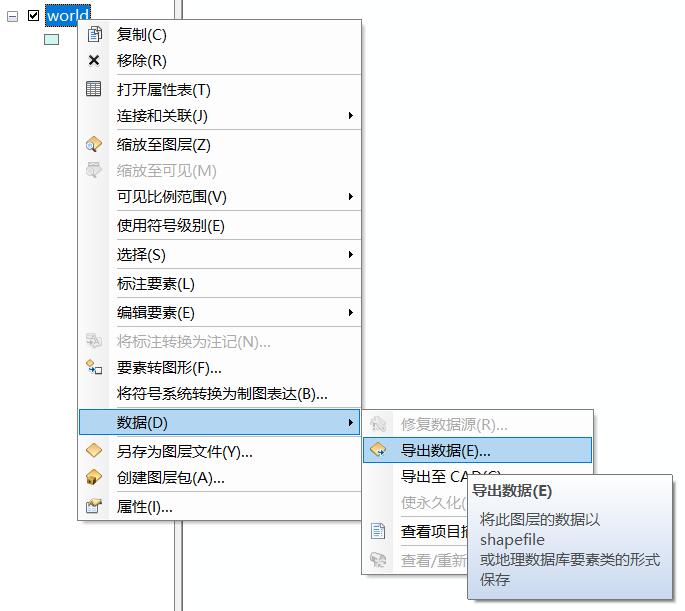 world
复制(C)
移除(R)
打开属性表(T)
连接和关联(J)
缩放至图层(Z)
缩放至可见(M)
可见比例范围(V)
使用符号级别(E)
选择(S)
标注要素(L)
编辑要素(E)
将标注转换为注记(N)...
要素转图形(F)...
将符号系统转换为制图表达(B)...
数据(D)
另存为图层文件(Y)...
创建图层包(A)...
属性(I)...
修复数据源(R)...
导出数据(E)...
导出至 CAD(C)
使永久化(
查看项目描
查看/重新
导出数据(E)
将此图层的数据以
shapefile
或地理数据库要素类的形式
保存